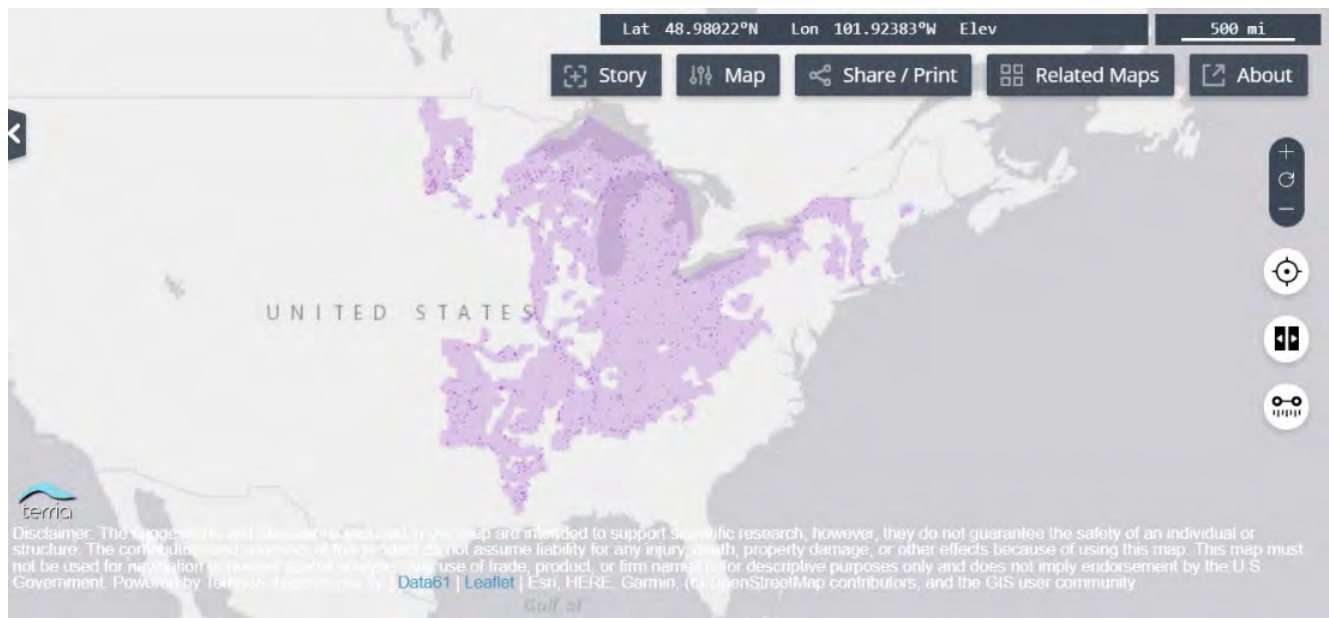 Lat 48.98022°N Lon 101.92383°W Elev
500 mi
Story
Map
Share / Print
Related Maps
About
UNITED STATES
terria
Disclaimer: The map are intended to support scientific research; however, they do not guarantee the safety of an individual or
structure. The do not assume liability for any injury, death, property damage, or other effects because of using this map. This map must
not be used for use of trade, product, or firm names is for descriptive purposes only and does not imply endorsement by the U.S.
Government. Powered by | Data61 | Leaflet | Esri, HERE, Garmin, (c) OpenStreetMap contributors, and the GIS user community
Gulf of